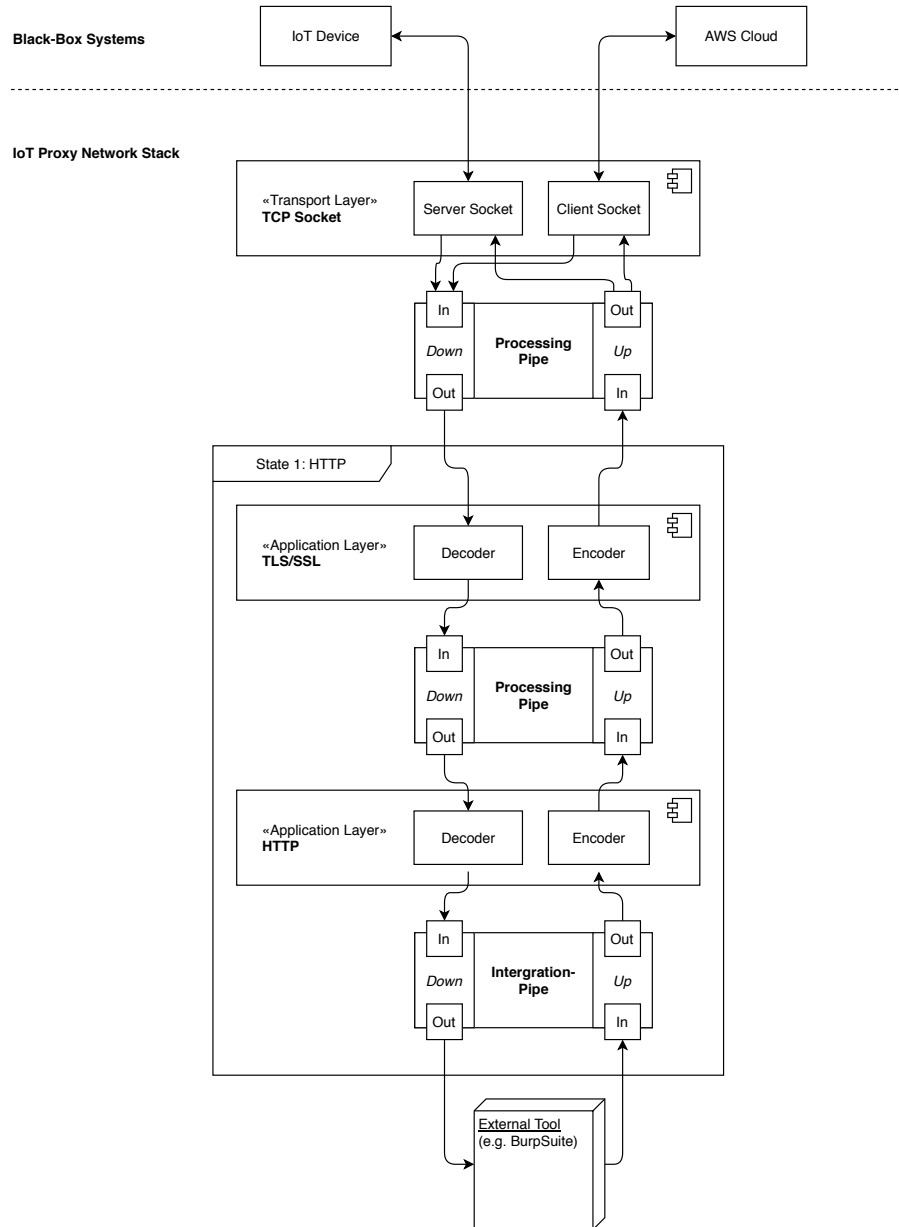 Black-Box Systems
IoT Device
AWS Cloud
IoT Proxy Network Stack
«Transport Layer»
TCP Socket
Server Socket
Client Socket
In
Out
Down
Processing
Pipe
Up
Out
In
State 1: HTTP
«Application Layer»
TLS/SSL
Decoder
Encoder
In
Out
Down
Processing
Pipe
Up
Out
In
«Application Layer»
HTTP
Decoder
Encoder
In
Out
Down
Intergration-
Pipe
Up
Out
In
External Tool
(e.g. BurpSuite)